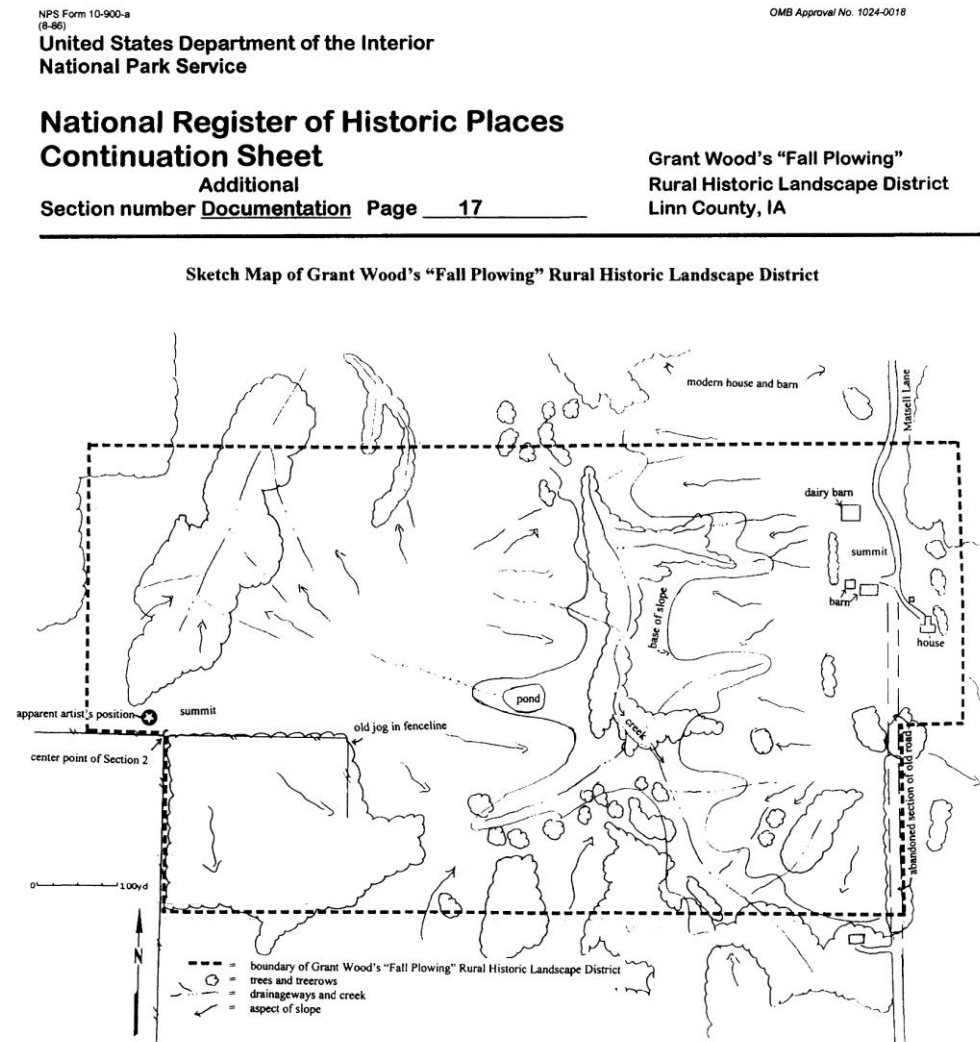 NPS Form 10-900-a
(8-86)
OMB Approval No. 1024-0018
United States Department of the Interior
National Park Service
National Register of Historic Places
Continuation Sheet
Additional
Section number Documentation Page 17
Grant Wood's "Fall Plowing"
Rural Historic Landscape District
Linn County, IA
Sketch Map of Grant Wood's "Fall Plowing" Rural Historic Landscape District
modern house and barn
Matsell Lane
dairy barn
summit
barn
base of slope
house
pond
apparent artist's position
summit
creek
old jog in fenceline
center point of Section 2
abandoned section of old road
0 100yd
N
= boundary of Grant Wood's "Fall Plowing" Rural Historic Landscape District
= trees and treerows
= drainageways and creek
= aspect of slope